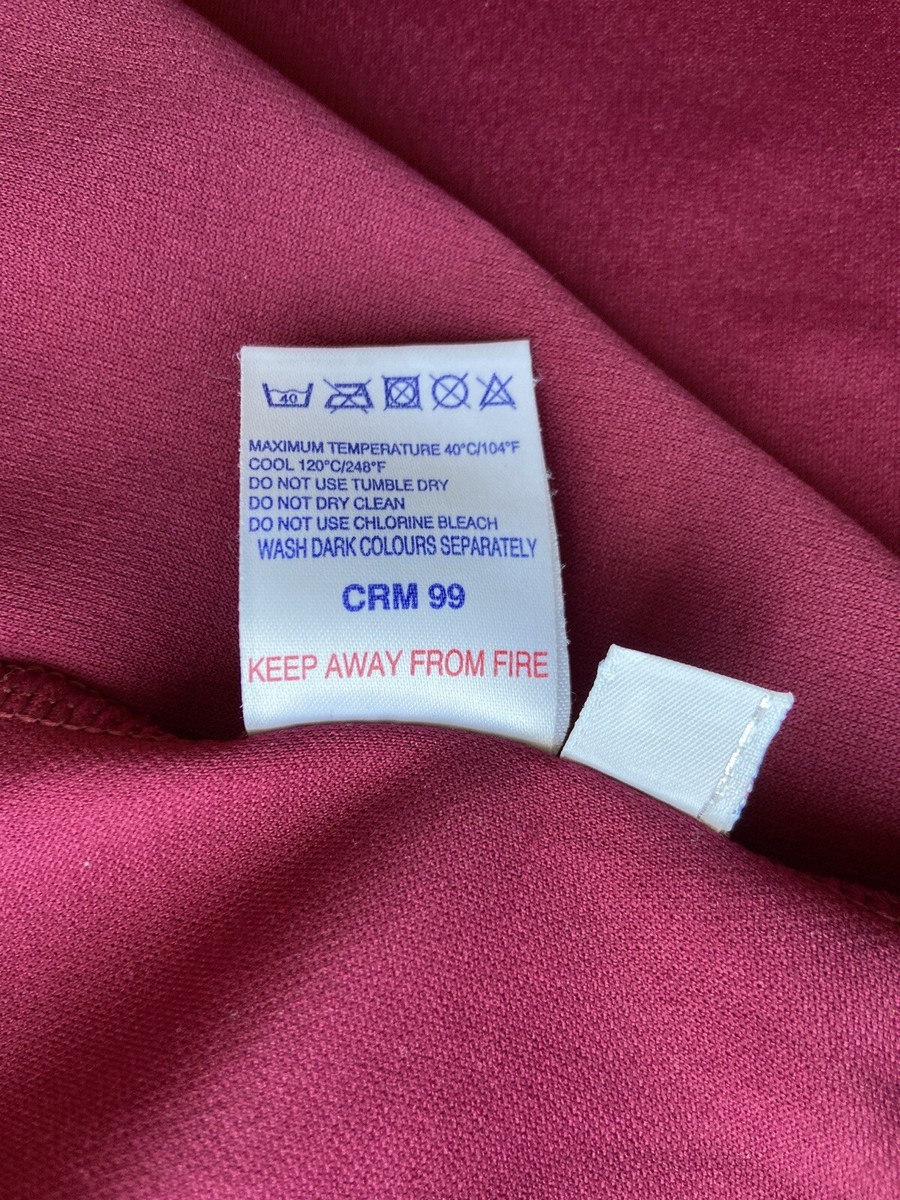 40
MAXIMUM TEMPERATURE 40°C/104°F
COOL 120°C/248°F
DO NOT USE TUMBLE DRY
DO NOT DRY CLEAN
DO NOT USE CHLORINE BLEACH
WASH DARK COLOURS SEPARATELY
CRM 99
KEEP AWAY FROM FIRE